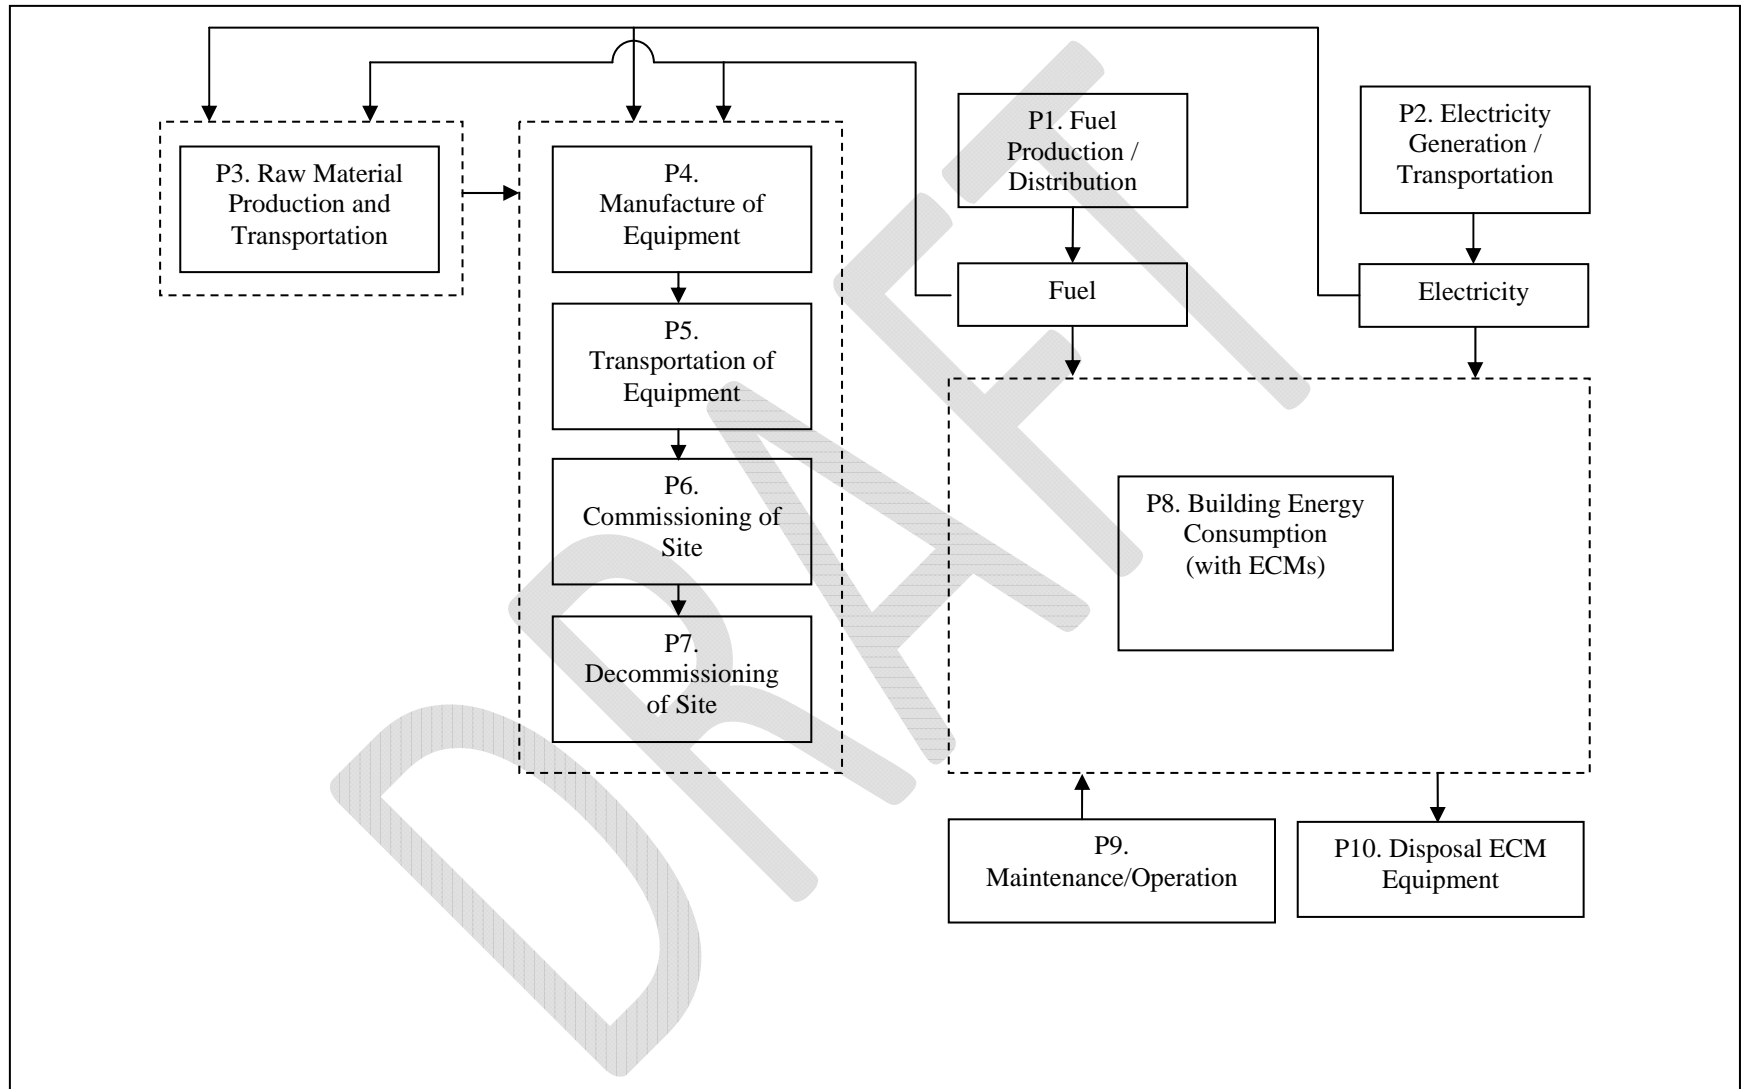 P1. Fuel
Production /
Distribution
P2. Electricity
Generation /
Transportation
P3. Raw Material
Production and
Transportation
P4.
Manufacture of
Equipment
Fuel
Electricity
P5.
Transportation of
Equipment
P6.
Commissioning of
Site
P8. Building Energy
Consumption
(with ECMs)
P7.
Decommissioning
of Site
P9.
Maintenance/Operation
P10. Disposal ECM
Equipment
DRAFT